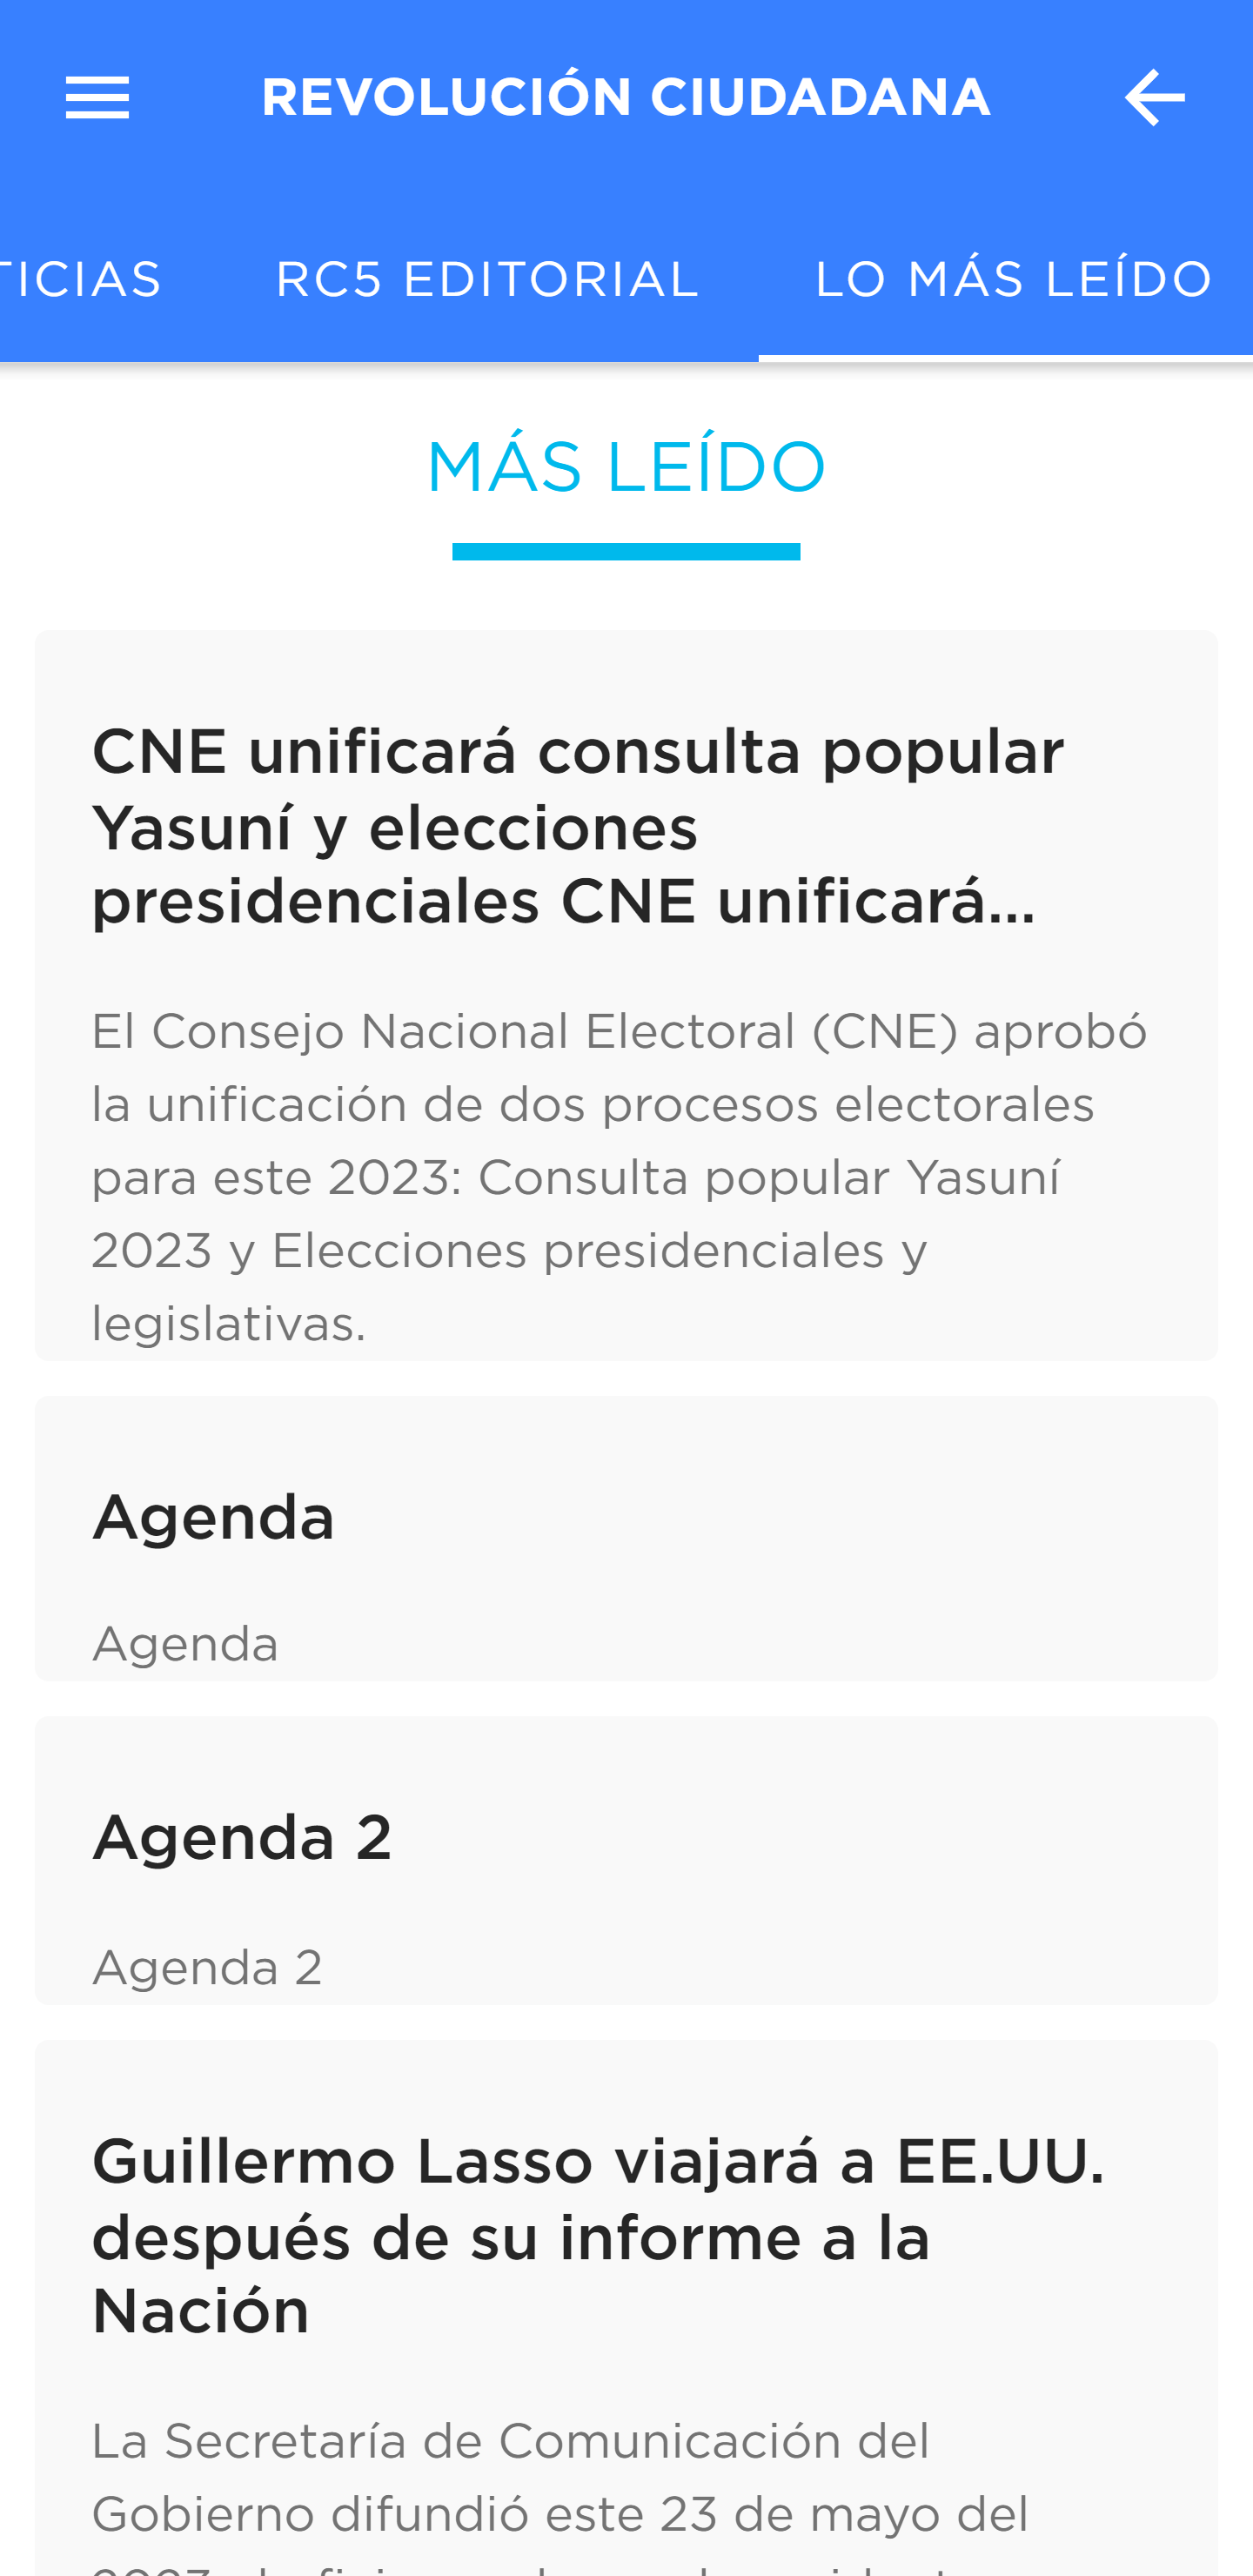 REVOLUCIÓN CIUDADANA
RC5 EDITORIAL LO MÁS LEÍDO
MÁS LEÍDO
CNE unificará consulta popular
Yasuní y elecciones
presidenciales CNE unificará...
El Consejo Nacional Electoral (CNE) aprobó
la unificación de dos procesos electorales
para este 2023: Consulta popular Yasuní
2023 y Elecciones presidenciales y
legislativas.
Agenda
Agenda
Agenda 2
Agenda 2
Guillermo Lasso viajará a EE.UU.
después de su informe a la
Nación
La Secretaría de Comunicación del
Gobierno difundió este 23 de mayo del